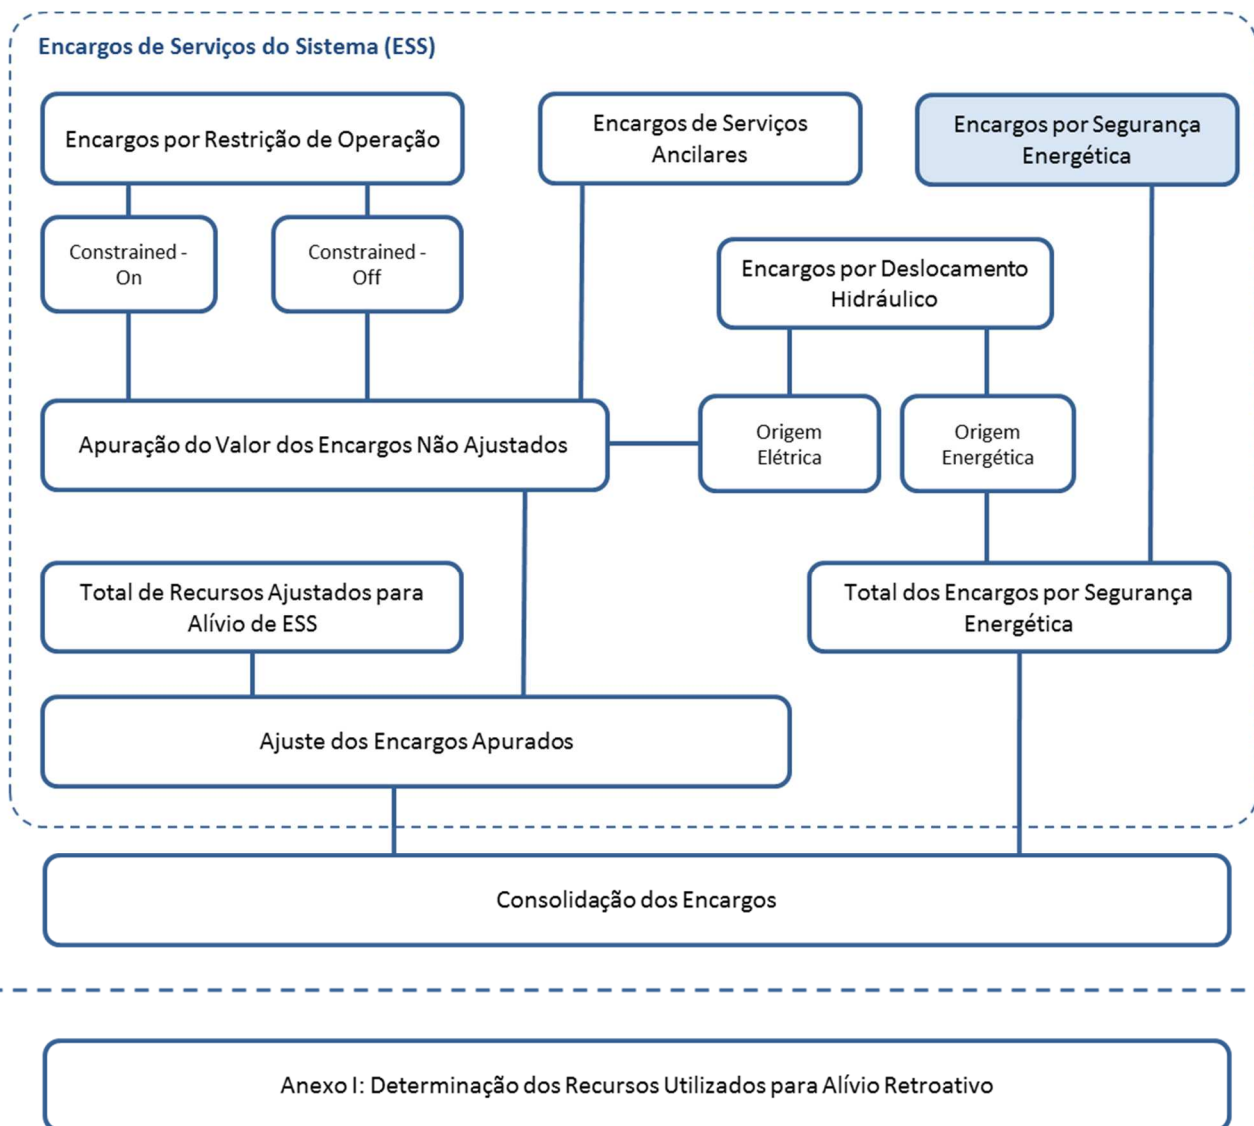 Encargos de Serviços do Sistema (ESS)
Encargos por Restrição de Operação
Encargos de Serviços
Ancilares
Encargos por Segurança
Energética
Constrained -
On
Constrained -
Off
Encargos por Deslocamento
Hidráulico
Apuração do Valor dos Encargos Não Ajustados
Origem
Elétrica
Origem
Energética
Total de Recursos Ajustados para
Alívio de ESS
Total dos Encargos por Segurança
Energética
Ajuste dos Encargos Apurados
Consolidação dos Encargos
Anexo I: Determinação dos Recursos Utilizados para Alívio Retroativo